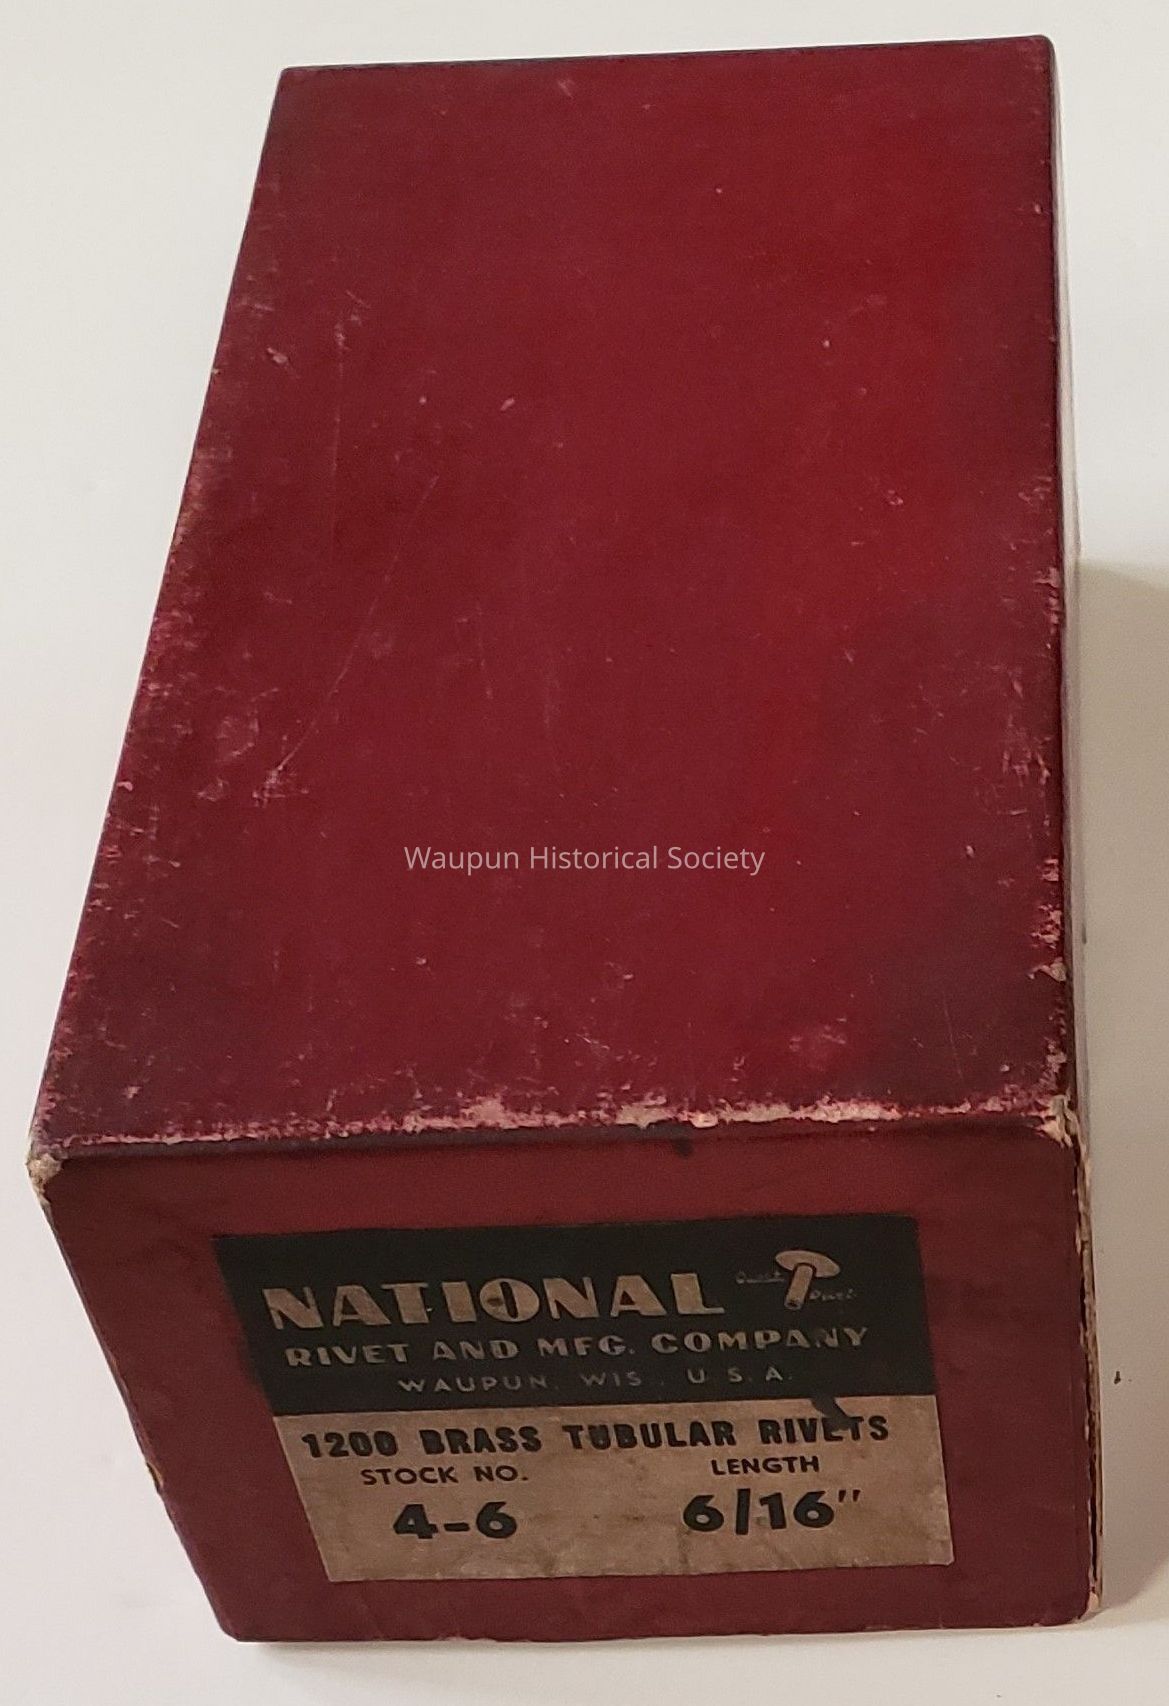 Waupun Historical Society
NATIONAL
RIVET AND MFG. COMPANY
WAUPUN, WIS., U.S.A.
1200 BRASS TUBULAR RIVETS
STOCK NO. LENGTH
4-6 6/16"